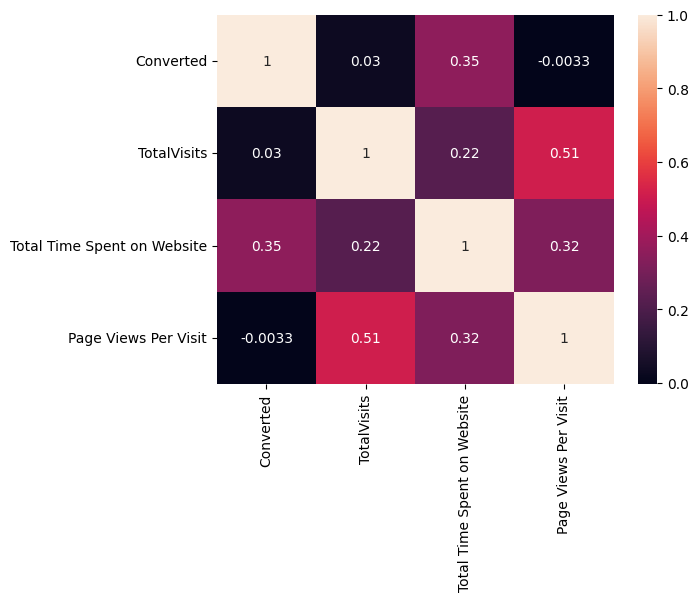 Converted 1 0.03 0.35 -0.0033
TotalVisits 0.03 1 0.22 0.51
Total Time Spent on Website 0.35 0.22 1 0.32
Page Views Per Visit -0.0033 0.51 0.32 1
Converted
TotalVisits
Total Time Spent on Website
Page Views Per Visit
1.0
0.8
0.6
0.4
0.2
0.0